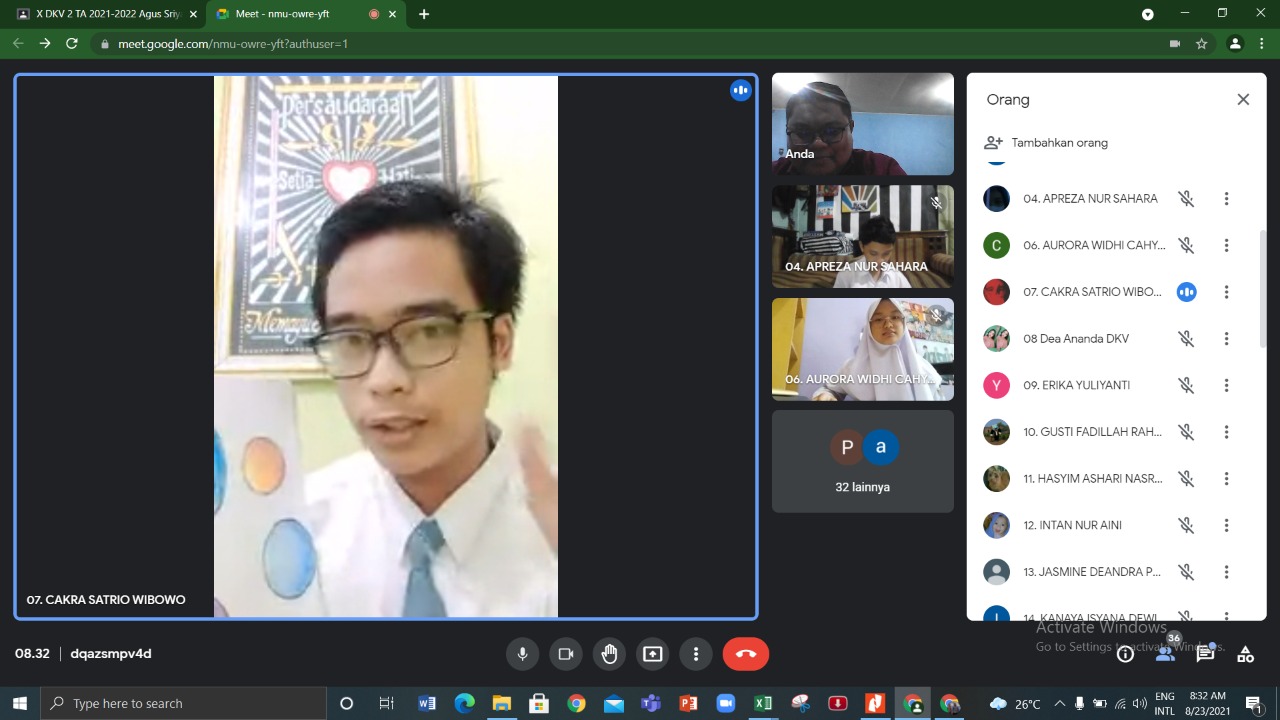 X DKV 2 TA 2021-2022 Agus Sriy
Meet - nmu-owre-yft
meet.google.com/nmu-owre-yft?authuser=1
Persaudaraan
Setia Hati
07. CAKRA SATRIO WIBOWO
Anda
04. APREZA NUR SAHARA
06. AURORA WIDHI CAHY...
P
a
32 lainnya
Orang
Tambahkan orang
04. APREZA NUR SAHARA
C
06. AURORA WIDHI CAHY...
07. CAKRA SATRIO WIBO...
08 Dea Ananda DKV
Y
09. ERIKA YULIYANTI
10. GUSTI FADILLAH RAH...
11. HASYIM ASHARI NASR...
12. INTAN NUR AINI
13. JASMINE DEANDRA P...
14. KANAYA ISYANA DEWI
Activate Windows
Go to Settings to activate Windows.
08.32 | dqazsmpv4d
36
Type here to search
26°C
ENG
INTL
8:32 AM
8/23/2021
1